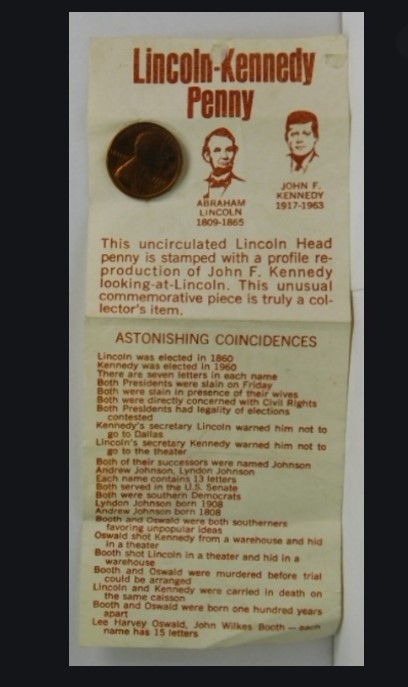 Lincoln-Kennedy
Penny
ABRAHAM
LINCOLN
1809-1865
JOHN F.
KENNEDY
1917-1963
This uncirculated Lincoln Head
penny is stamped with a profile re-
production of John F. Kennedy
looking-at-Lincoln. This unusual
commemorative piece is truly a col-
lector's item.
ASTONISHING COINCIDENCES
Lincoln was elected in 1860
Kennedy was elected in 1960
There are seven letters in each name
Both Presidents were slain on Friday
Both were slain in presence of their wives
Both were directly concerned with Civil Rights
Both Presidents had legality of elections
contested
Kennedy's secretary Lincoln warned him not to
go to Dallas
Lincoln's secretary Kennedy warned him not to
go to the theater
Both of their successors were named Johnson
Andrew Johnson, Lyndon Johnson
Each name contains 13 letters
Both served in the U.S. Senate
Both were southern Democrats
Lyndon Johnson born 1908
Andrew Johnson born 1808
Booth and Oswald were both southerners
favoring unpopular ideas
Oswald shot Kennedy from a warehouse and hid
in a theater
Booth shot Lincoln in a theater and hid in a
warehouse
Booth and Oswald were murdered before trial
could be arranged
Lincoln and Kennedy were carried in death on
the same caisson
Booth and Oswald were born one hundred years
apart
Lee Harvey Oswald, John Wilkes Booth — each
name has 15 letters